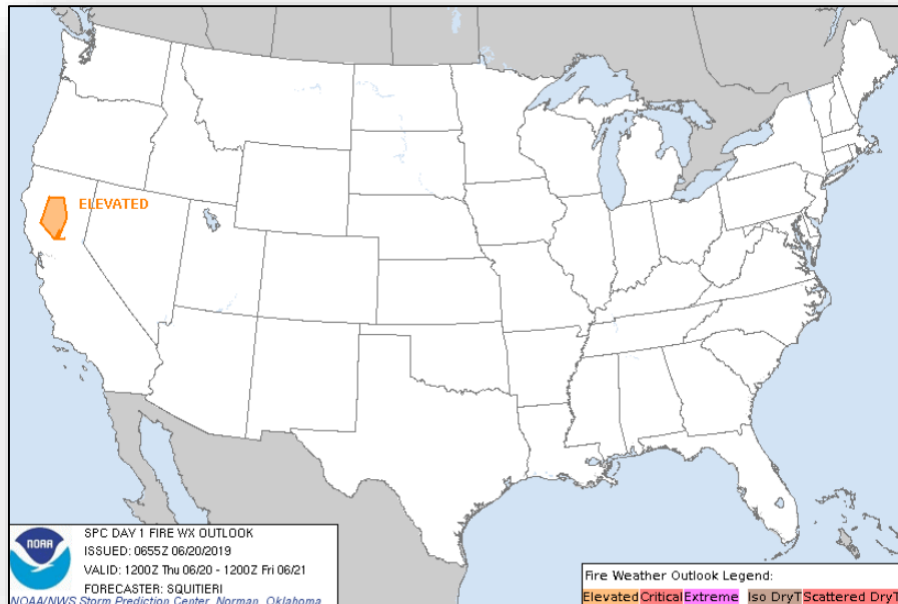 ELEVATED
NOAA
SPC DAY 1 FIRE WX OUTLOOK
ISSUED: 0655Z 06/20/2019
VALID: 1200Z Thu 06/20 - 1200Z Fri 06/21
FORECASTER: SQUITIERI
NOAA/NWS Storm Prediction Center, Norman, Oklahoma
Fire Weather Outlook Legend:
Elevated Critical Extreme Iso DryT Scattered DryT